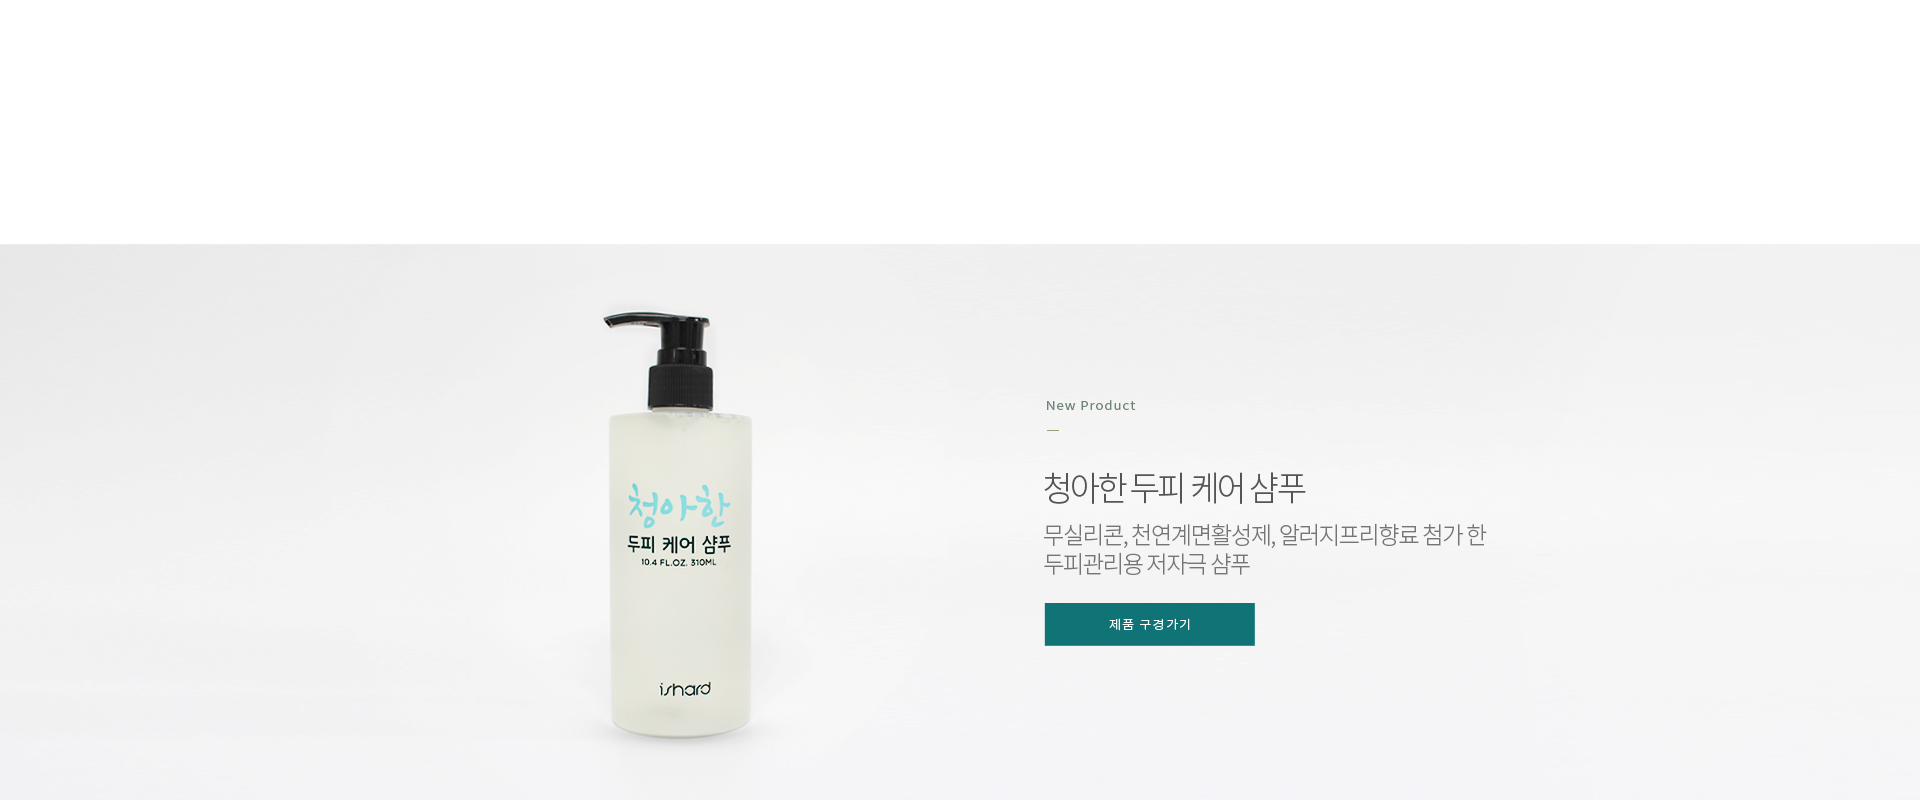 청아한
두피 케어 샴푸
10.4 FL.OZ. 310ML
ishard
New Product
청아한 두피 케어 샴푸
무실리콘, 천연계면활성제, 알러지프리향료 첨가 한
두피관리용 저자극 샴푸
제품 구경가기